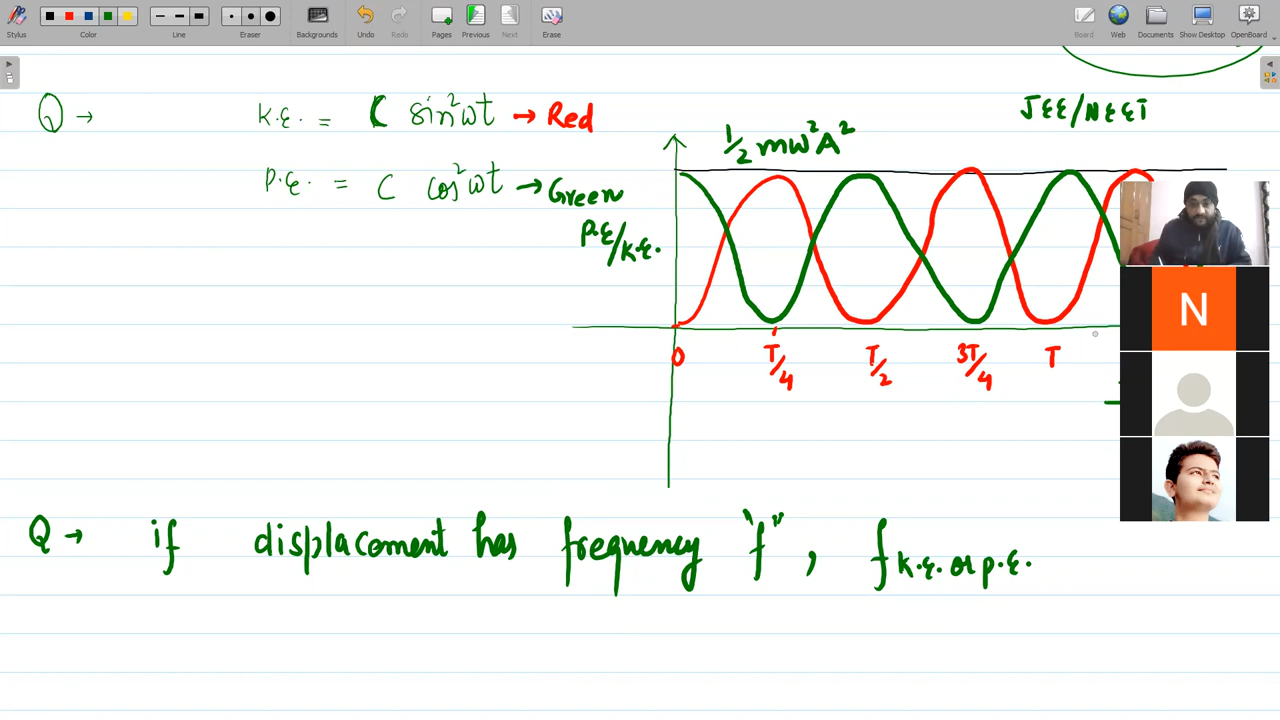 Stylus
Color
Line
Eraser
Backgrounds
Undo
Redo
Pages
Previous
Next
Erase
Board
Web
Documents
Show Desktop
OpenBoard
JEE/NEET
Q → K.E. = C sin²ωt → Red
P.E. = C cos²ωt → Green
1/2 mω²A²
P.E/K.E.
0 T/4 T/2 3T/4 T
N
Q → if displacement has frequency "f", f K.E. or P.E.